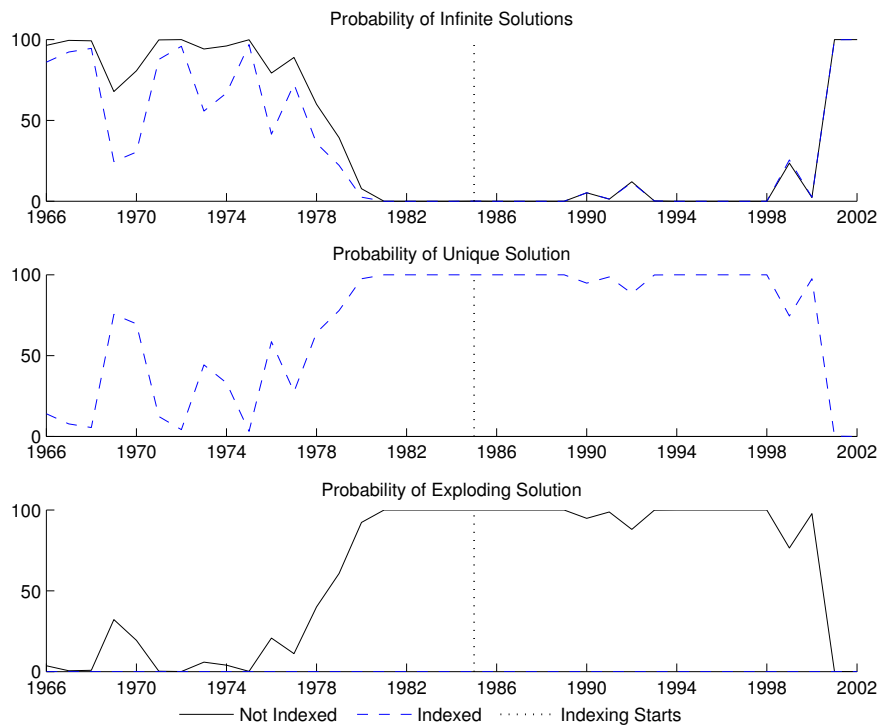 Probability of Infinite Solutions
100
50
0
1966 1970 1974 1978 1982 1986 1990 1994 1998 2002
Probability of Unique Solution
100
50
0
1966 1970 1974 1978 1982 1986 1990 1994 1998 2002
Probability of Exploding Solution
100
50
0
1966 1970 1974 1978 1982 1986 1990 1994 1998 2002
Not Indexed Indexed Indexing Starts